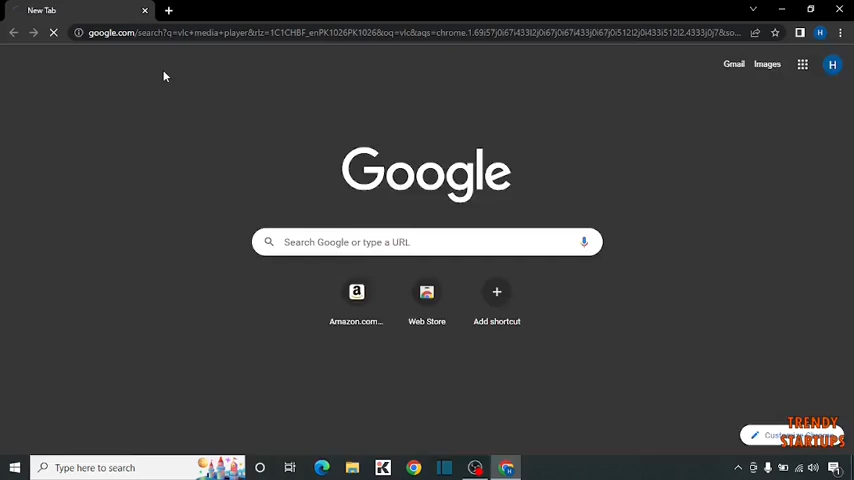 New Tab
google.com/search?q=vlc+media+player&rlz=1C1CHBF_enPK1026PK1026&oq=vlc&aqs=chrome.1.69i57j0i67i433l2j0i67j0i67i433j0i67j0i512l2j0i433i512l2.4333j0j7&so...
H
Gmail Images H
Google
Search Google or type a URL
a
Amazon.com... Web Store Add shortcut
TRENDY
STARTUPS
Type here to search